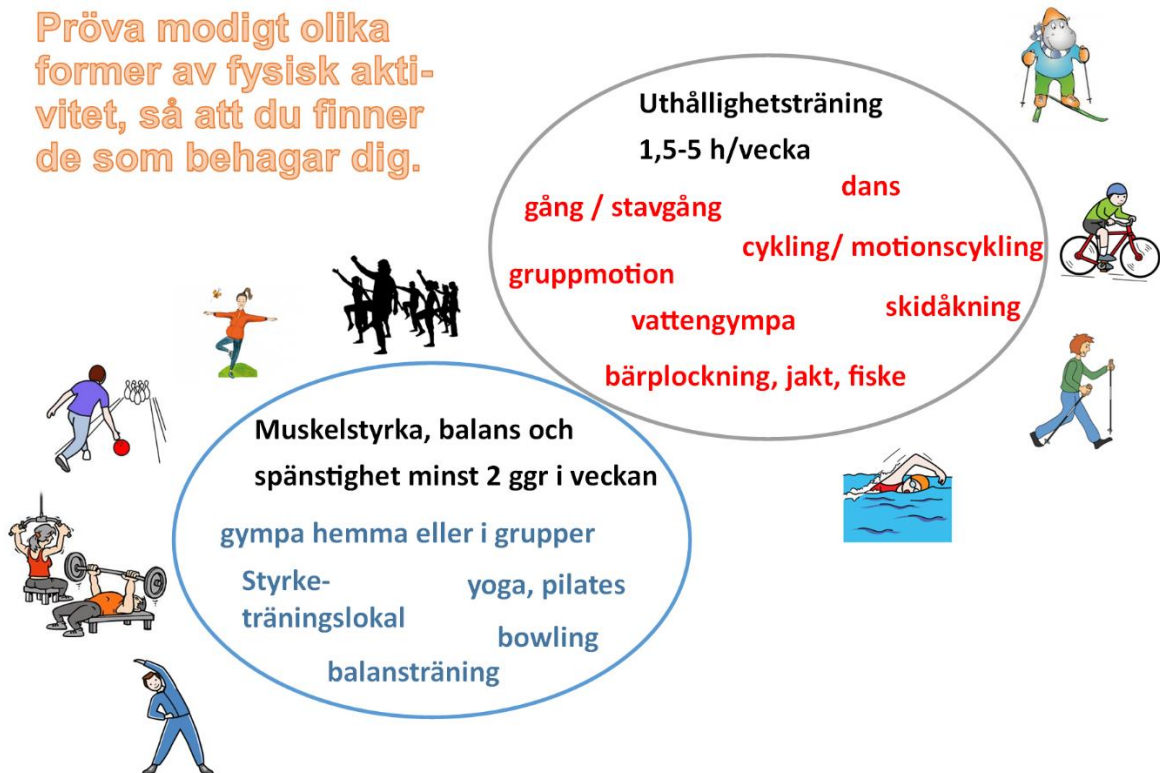 Pröva modigt olika
former av fysisk akti-
vitet, så att du finner
de som behagar dig.
Uthållighetsträning
1,5-5 h/vecka
dans
gång / stavgång
cykling/ motionscykling
gruppmotion
skidåkning
vattengympa
bärplockning, jakt, fiske
Muskelstyrka, balans och
spänstighet minst 2 ggr i veckan
gympa hemma eller i grupper
Styrke-
träningslokal
yoga, pilates
bowling
balansträning